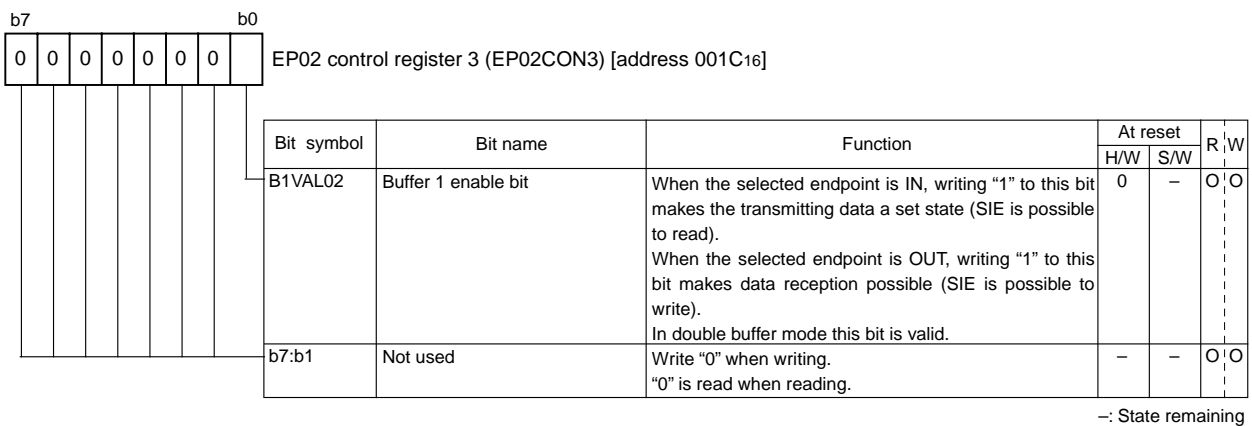 b7 b0
0 0 0 0 0 0 0 EP02 control register 3 (EP02CON3) [address 001C16]
Bit symbol Bit name Function At reset R W
H/W S/W
B1VAL02 Buffer 1 enable bit When the selected endpoint is IN, writing “1” to this bit 0 – O O
makes the transmitting data a set state (SIE is possible
to read).
When the selected endpoint is OUT, writing “1” to this
bit makes data reception possible (SIE is possible to
write).
In double buffer mode this bit is valid.
b7:b1 Not used Write “0” when writing. – – O O
“0” is read when reading.
–: State remaining